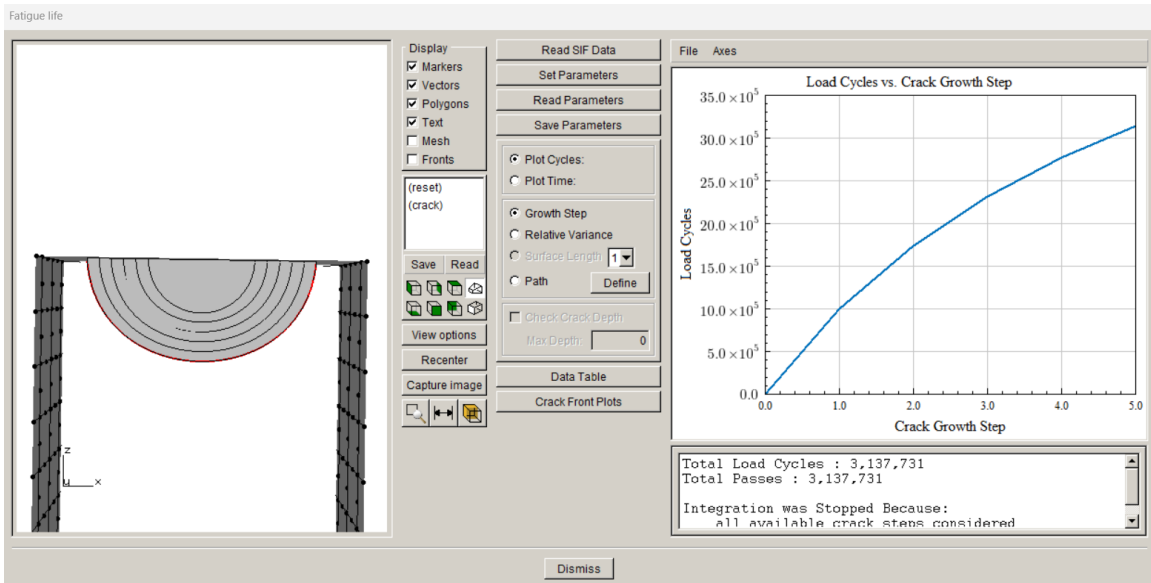 Fatigue life
Display
Markers
Vectors
Polygons
Text
Mesh
Fronts
(reset)
(crack)
Save Read
View options
Recenter
Capture image
Read SIF Data
Set Parameters
Read Parameters
Save Parameters
Plot Cycles:
Plot Time:
Growth Step
Relative Variance
Surface Length 1
Path Define
Check Crack Depth
Max Depth: 0
Data Table
Crack Front Plots
File Axes
Load Cycles vs. Crack Growth Step
35.0 × 10⁵
30.0 × 10⁵
25.0 × 10⁵
20.0 × 10⁵
15.0 × 10⁵
10.0 × 10⁵
5.0 × 10⁵
0.0
Load Cycles
0.0 1.0 2.0 3.0 4.0 5.0
Crack Growth Step
Total Load Cycles : 3,137,731
Total Passes : 3,137,731
Integration was Stopped Because:
all available crack steps considered
z
x
Dismiss